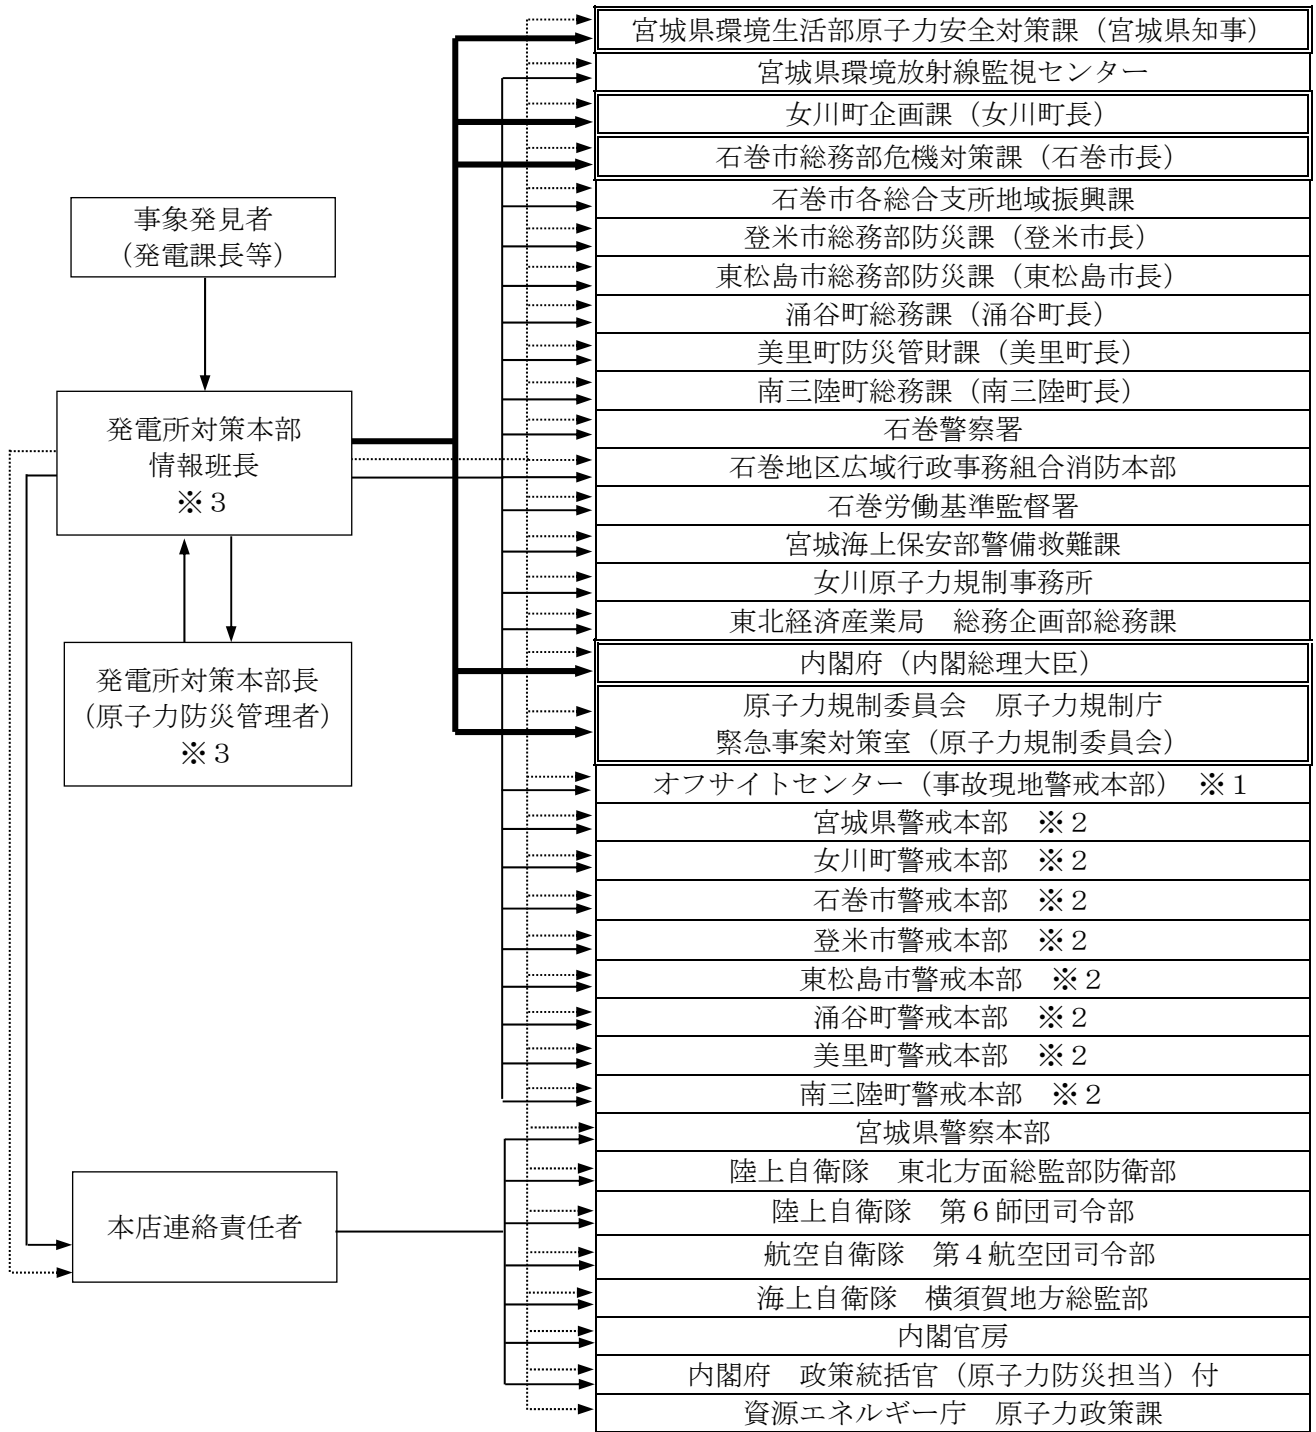 宮城県環境生活部原子力安全対策課(宮城県知事)
宮城県環境放射線監視センター
女川町企画課(女川町長)
石巻市総務部危機対策課(石巻市長)
石巻市各総合支所地域振興課
登米市総務部防災課(登米市長)
東松島市総務部防災課(東松島市長)
涌谷町総務課(涌谷町長)
美里町防災管財課(美里町長)
南三陸町総務課(南三陸町長)
石巻警察署
石巻地区広域行政事務組合消防本部
石巻労働基準監督署
宮城海上保安部警備救難課
女川原子力規制事務所
東北経済産業局 総務企画部総務課
内閣府(内閣総理大臣)
原子力規制委員会 原子力規制庁
緊急事案対策室(原子力規制委員会)
オフサイトセンター(事故現地警戒本部) ※1
宮城県警戒本部 ※2
女川町警戒本部 ※2
石巻市警戒本部 ※2
登米市警戒本部 ※2
東松島市警戒本部 ※2
涌谷町警戒本部 ※2
美里町警戒本部 ※2
南三陸町警戒本部 ※2
宮城県警察本部
陸上自衛隊 東北方面総監部防衛部
陸上自衛隊 第6師団司令部
航空自衛隊 第4航空団司令部
海上自衛隊 横須賀地方総監部
内閣官房
内閣府 政策統括官(原子力防災担当)付
資源エネルギー庁 原子力政策課
事象発見者
(発電課長等)
発電所対策本部
情報班長
※3
発電所対策本部長
(原子力防災管理者)
※3
本店連絡責任者